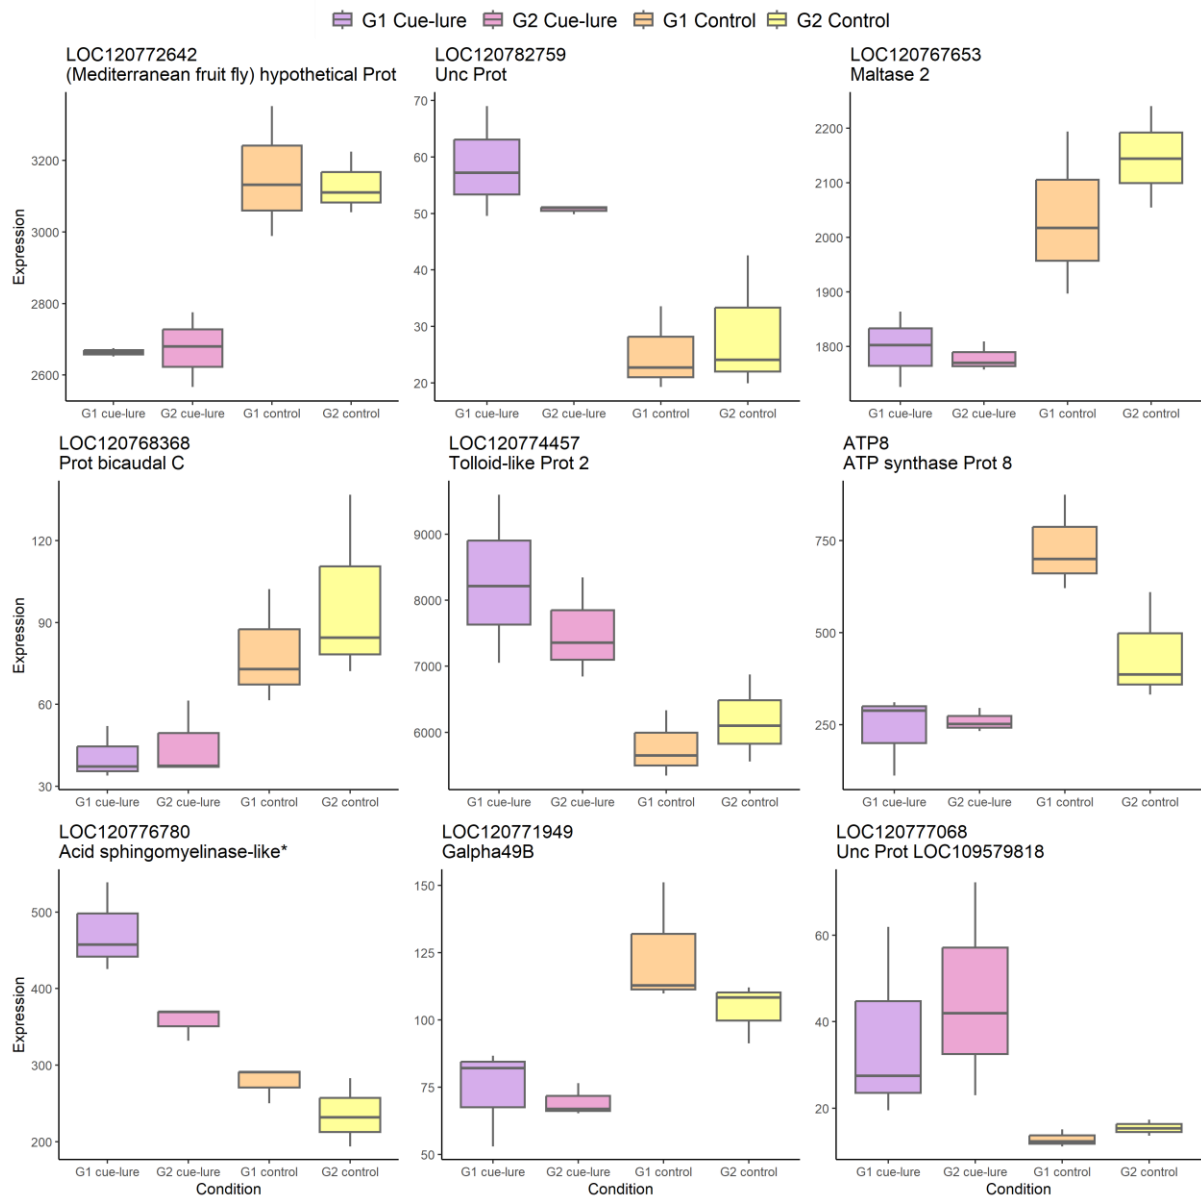 G1 Cue-lure G2 Cue-lure G1 Control G2 Control
LOC120772642
(Mediterranean fruit fly) hypothetical Prot
Expression
3200
3000
2800
2600
G1 cue-lure G2 cue-lure G1 control G2 control
LOC120782759
Unc Prot
70
60
50
40
30
20
G1 cue-lure G2 cue-lure G1 control G2 control
LOC120767653
Maltase 2
2200
2100
2000
1900
1800
G1 cue-lure G2 cue-lure G1 control G2 control
LOC120768368
Prot bicaudal C
Expression
120
90
60
30
G1 cue-lure G2 cue-lure G1 control G2 control
LOC120774457
Tolloid-like Prot 2
9000
8000
7000
6000
G1 cue-lure G2 cue-lure G1 control G2 control
ATP8
ATP synthase Prot 8
750
500
250
G1 cue-lure G2 cue-lure G1 control G2 control
LOC120776780
Acid sphingomyelinase-like*
Expression
500
400
300
200
G1 cue-lure G2 cue-lure G1 control G2 control
Condition
LOC120771949
Galpha49B
150
125
100
75
50
G1 cue-lure G2 cue-lure G1 control G2 control
Condition
LOC120777068
Unc Prot LOC109579818
60
40
20
G1 cue-lure G2 cue-lure G1 control G2 control
Condition